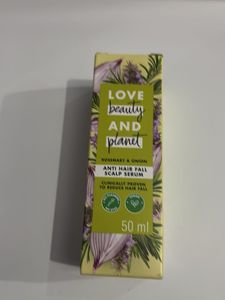 LOVE
beauty
AND
planet
ROSEMARY & ONION
ANTI HAIR FALL
SCALP SERUM
CLINICALLY PROVEN
TO REDUCE HAIR FALL
50 ml